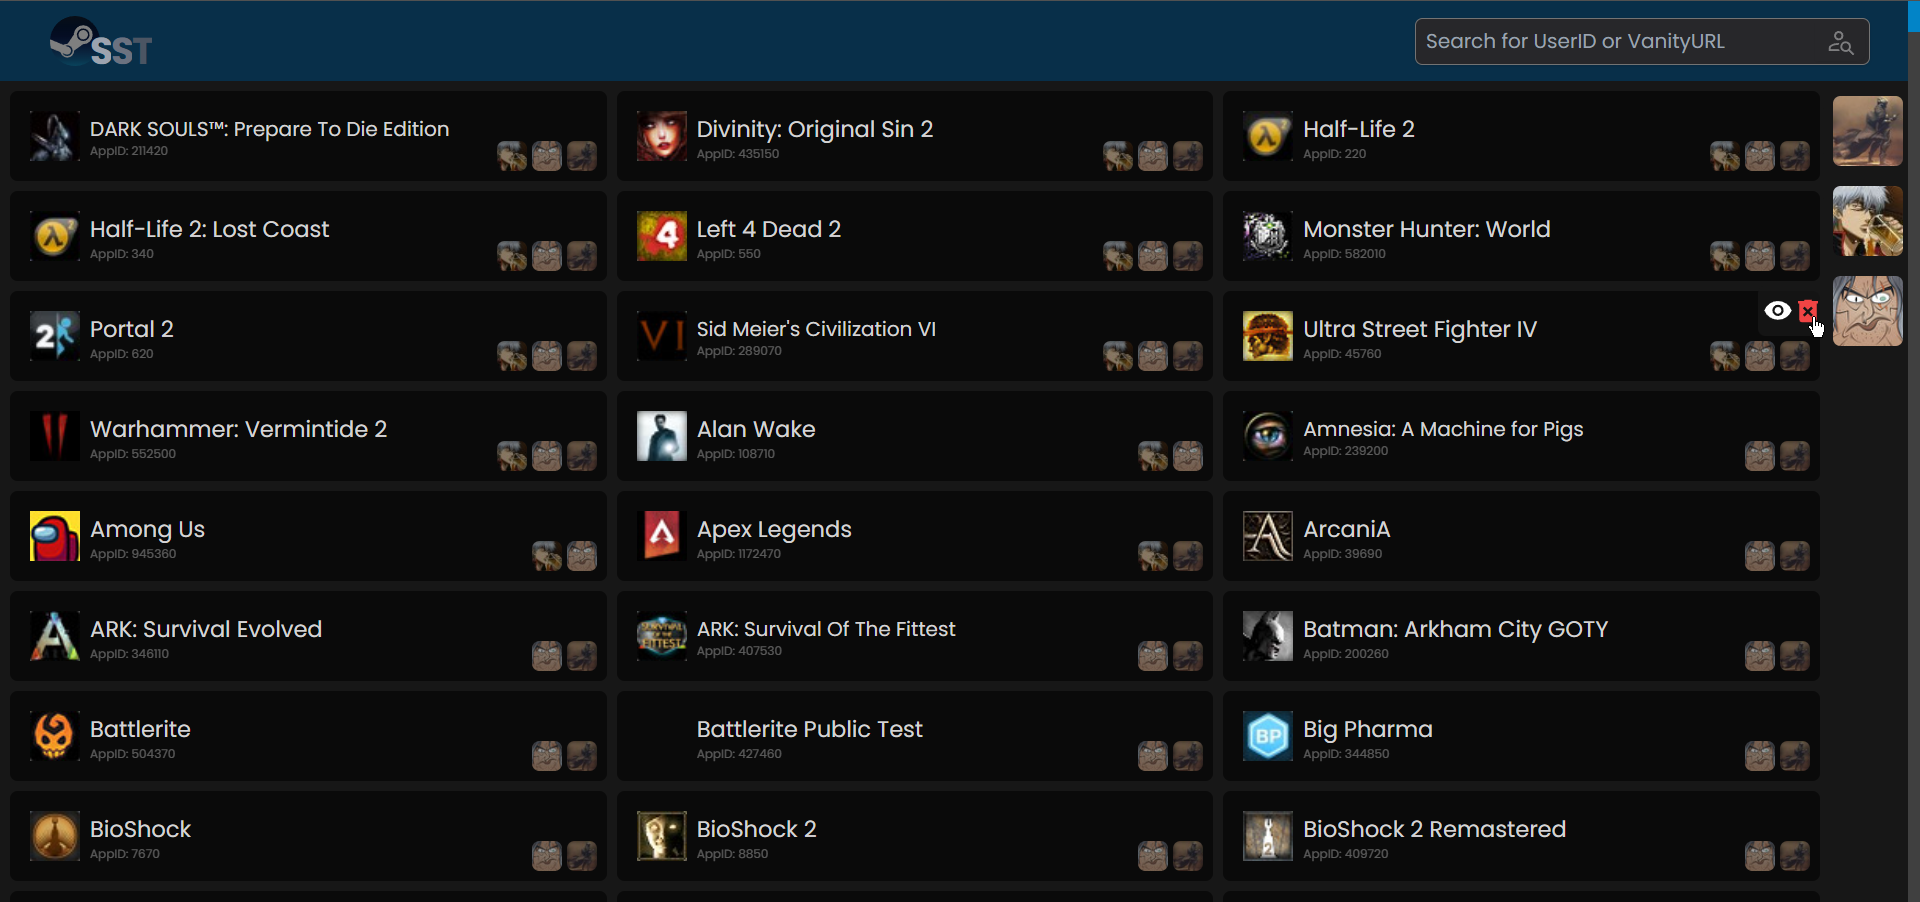 SST
Search for UserID or VanityURL
DARK SOULS™: Prepare To Die Edition
AppID: 211420
Divinity: Original Sin 2
AppID: 435150
Half-Life 2
AppID: 220
Half-Life 2: Lost Coast
AppID: 340
Left 4 Dead 2
AppID: 550
Monster Hunter: World
AppID: 582010
Portal 2
AppID: 620
Sid Meier's Civilization VI
AppID: 289070
Ultra Street Fighter IV
AppID: 45760
Warhammer: Vermintide 2
AppID: 552500
Alan Wake
AppID: 108710
Amnesia: A Machine for Pigs
AppID: 239200
Among Us
AppID: 945360
Apex Legends
AppID: 1172470
ArcaniA
AppID: 39690
ARK: Survival Evolved
AppID: 346110
ARK: Survival Of The Fittest
AppID: 407530
Batman: Arkham City GOTY
AppID: 200260
Battlerite
AppID: 504370
Battlerite Public Test
AppID: 427460
BP
Big Pharma
AppID: 344850
BioShock
AppID: 7670
BioShock 2
AppID: 8850
BioShock 2 Remastered
AppID: 409720